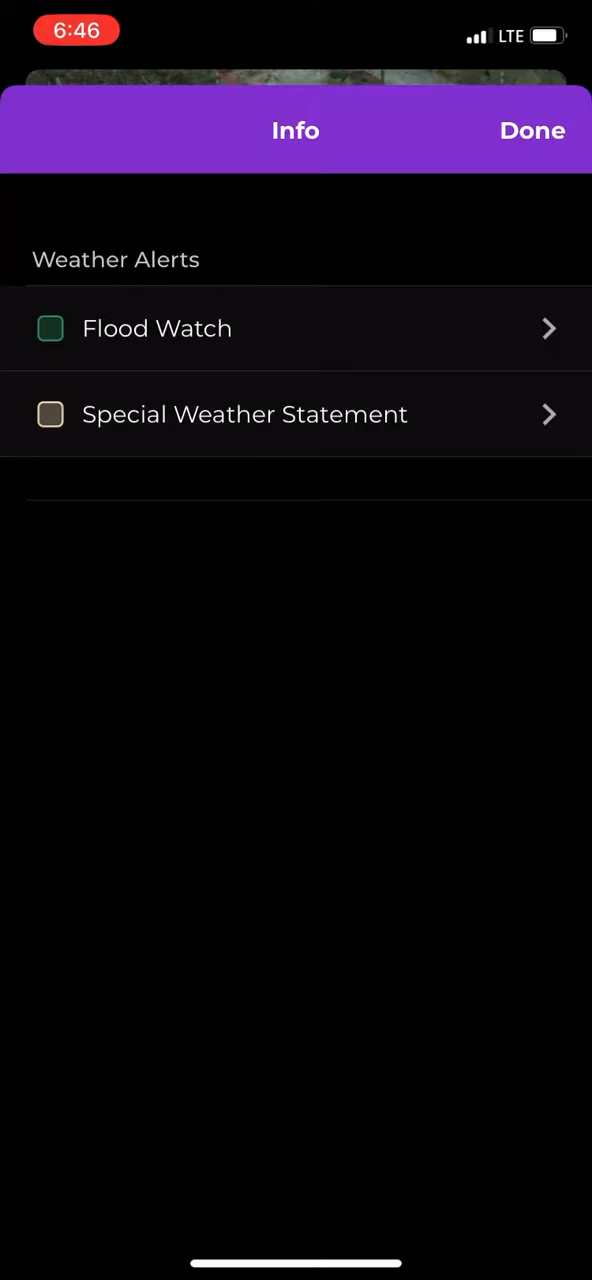 6:46
LTE
Info
Done
Weather Alerts
Flood Watch
Special Weather Statement